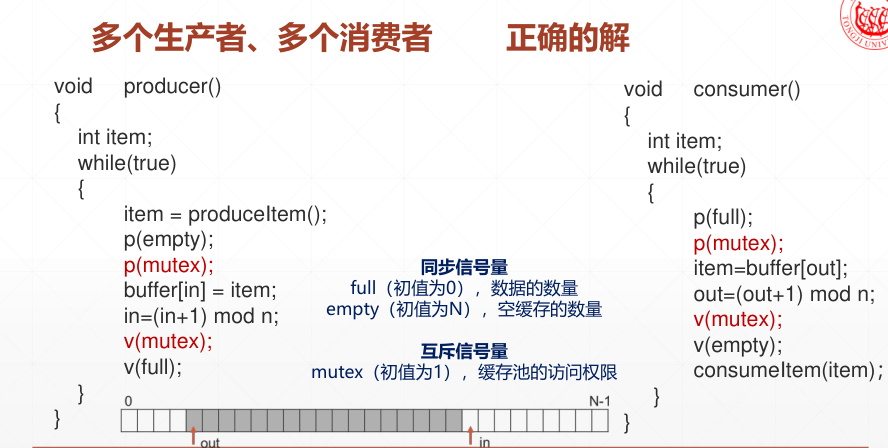 多个生产者、多个消费者 正确的解
void producer()
{
int item;
while(true)
{
item = produceItem();
p(empty);
p(mutex);
buffer[in] = item;
in=(in+1) mod n;
v(mutex);
v(full);
}
}
同步信号量
full（初值为0），数据的数量
empty（初值为N），空缓存的数量
互斥信号量
mutex（初值为1），缓存池的访问权限
void consumer()
{
int item;
while(true)
{
p(full);
p(mutex);
item=buffer[out];
out=(out+1) mod n;
v(mutex);
v(empty);
consumeItem(item);
}
}
0 N-1
out in